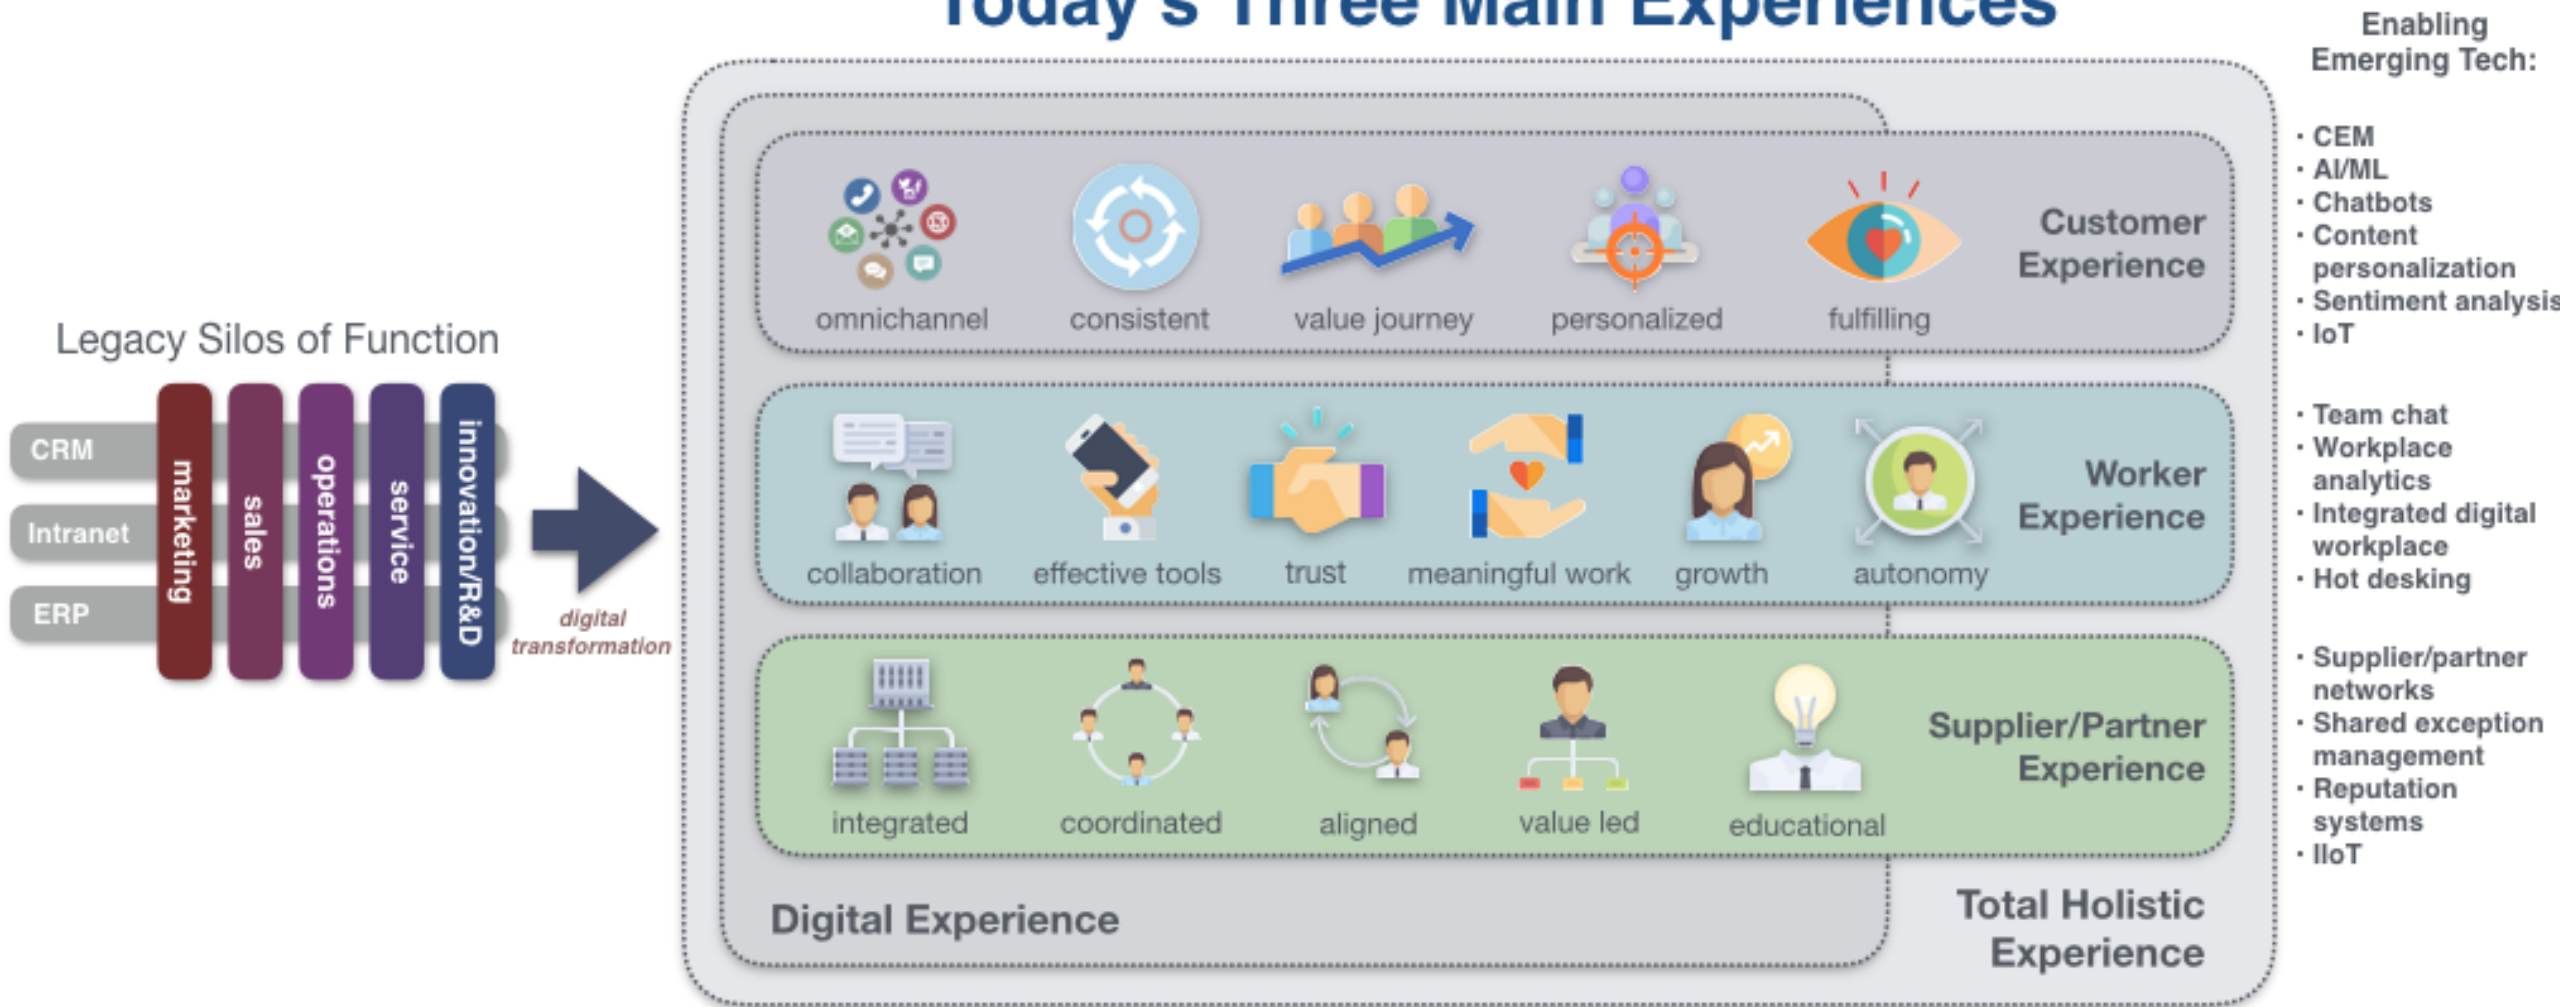 Today's Three Main Experiences
Legacy Silos of Function
CRM
Intranet
ERP
marketing
sales
operations
service
innovation/R&D
digital
transformation
omnichannel
consistent
value journey
personalized
fulfilling
Customer
Experience
collaboration
effective tools
trust
meaningful work
growth
autonomy
Worker
Experience
integrated
coordinated
aligned
value led
educational
Supplier/Partner
Experience
Digital Experience
Total Holistic
Experience
Enabling
Emerging Tech:
· CEM
· AI/ML
· Chatbots
· Content
personalization
· Sentiment analysis
· IoT
· Team chat
· Workplace
analytics
· Integrated digital
workplace
· Hot desking
· Supplier/partner
networks
· Shared exception
management
· Reputation
systems
· IIoT